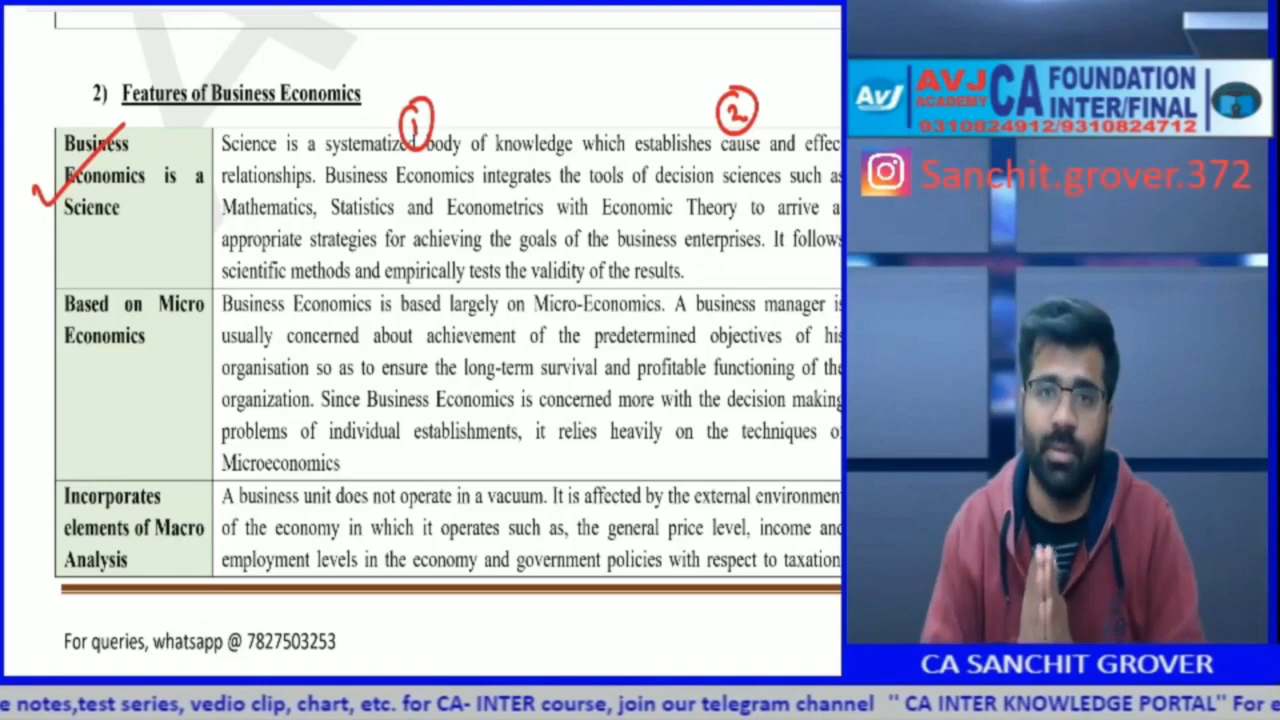 2) Features of Business Economics
1
2
Business Economics is a Science
Science is a systematized body of knowledge which establishes cause and effec
relationships. Business Economics integrates the tools of decision sciences such as
Mathematics, Statistics and Econometrics with Economic Theory to arrive a
appropriate strategies for achieving the goals of the business enterprises. It follows
scientific methods and empirically tests the validity of the results.
Based on Micro Economics
Business Economics is based largely on Micro-Economics. A business manager is
usually concerned about achievement of the predetermined objectives of his
organisation so as to ensure the long-term survival and profitable functioning of the
organization. Since Business Economics is concerned more with the decision making
problems of individual establishments, it relies heavily on the techniques o
Microeconomics
Incorporates elements of Macro Analysis
A business unit does not operate in a vacuum. It is affected by the external environmen
of the economy in which it operates such as, the general price level, income and
employment levels in the economy and government policies with respect to taxation
For queries, whatsapp @ 7827503253
AVJ
AVJ ACADEMY
CA FOUNDATION INTER/FINAL
9310824912/9310824712
Sanchit.grover.372
CA SANCHIT GROVER
e notes,test series, vedio clip, chart, etc. for CA- INTER course, join our telegram channel '' CA INTER KNOWLEDGE PORTAL'' For e